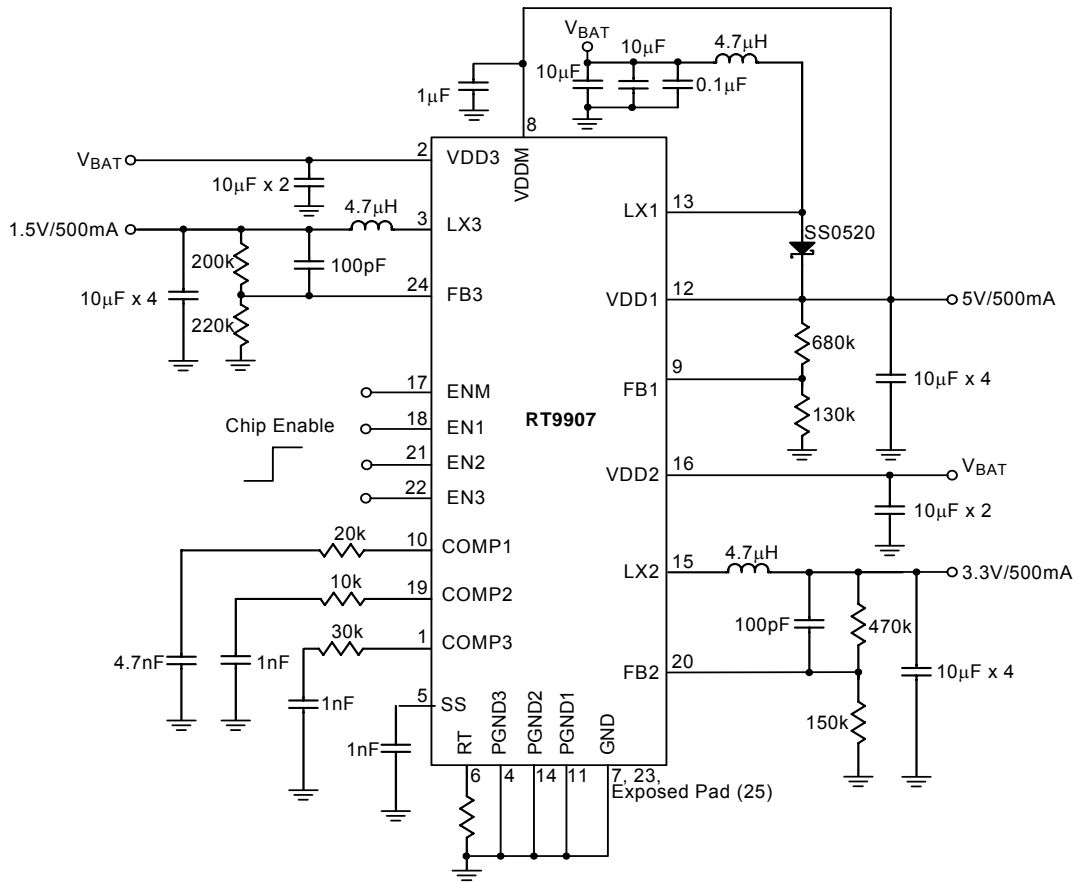 V_BAT
10μF
4.7μH
10μF
0.1μF
1μF
8
VDDM
V_BAT
2
VDD3
10μF x 2
4.7μH
1.5V/500mA
3
LX3
13
LX1
SS0520
200k
100pF
24
FB3
10μF x 4
220k
12
VDD1
5V/500mA
680k
9
FB1
10μF x 4
130k
RT9907
17
ENM
Chip Enable
18
EN1
21
EN2
22
EN3
16
VDD2
V_BAT
10μF x 2
20k
10
COMP1
10k
19
COMP2
30k
1
COMP3
4.7nF
1nF
1nF
5
SS
1nF
4.7μH
15
LX2
3.3V/500mA
100pF
470k
20
FB2
10μF x 4
150k
RT
PGND3
PGND2
PGND1
GND
6
4
14
11
7, 23,
Exposed Pad (25)